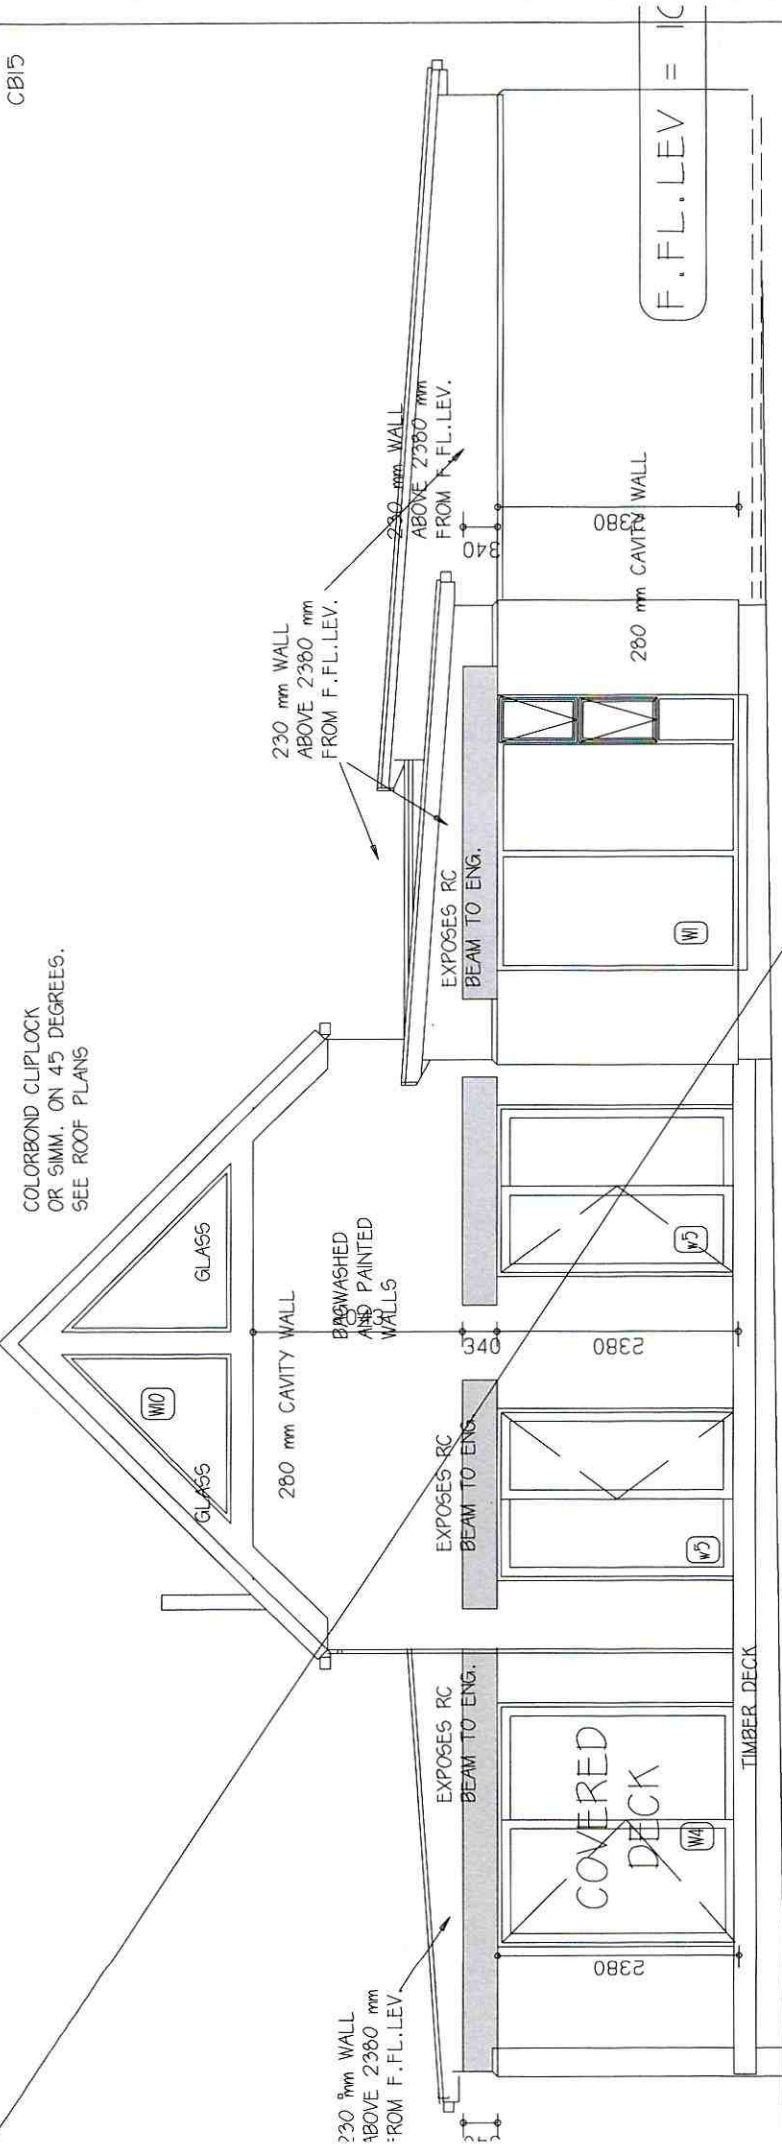 CB15
COLORBOND CLIPLOCK
OR SIMM. ON 45 DEGREES.
SEE ROOF PLANS
GLASS
W10
GLASS
280 mm CAVITY WALL
BAGWASHED
AND PAINTED
WALLS
230 mm WALL
ABOVE 2380 mm
FROM F.FL.LEV.
230 mm WALL
ABOVE 2380 mm
FROM F.FL.LEV.
230 mm WALL
ABOVE 2380 mm
FROM F.FL.LEV.
EXPOSES RC
BEAM TO ENG.
EXPOSES RC
BEAM TO ENG.
EXPOSES RC
BEAM TO ENG.
340
340
2380
2380
2380
280 mm CAVITY WALL
COVERED
DECK
W4
W5
W5
W1
TIMBER DECK
F.FL.LEV =